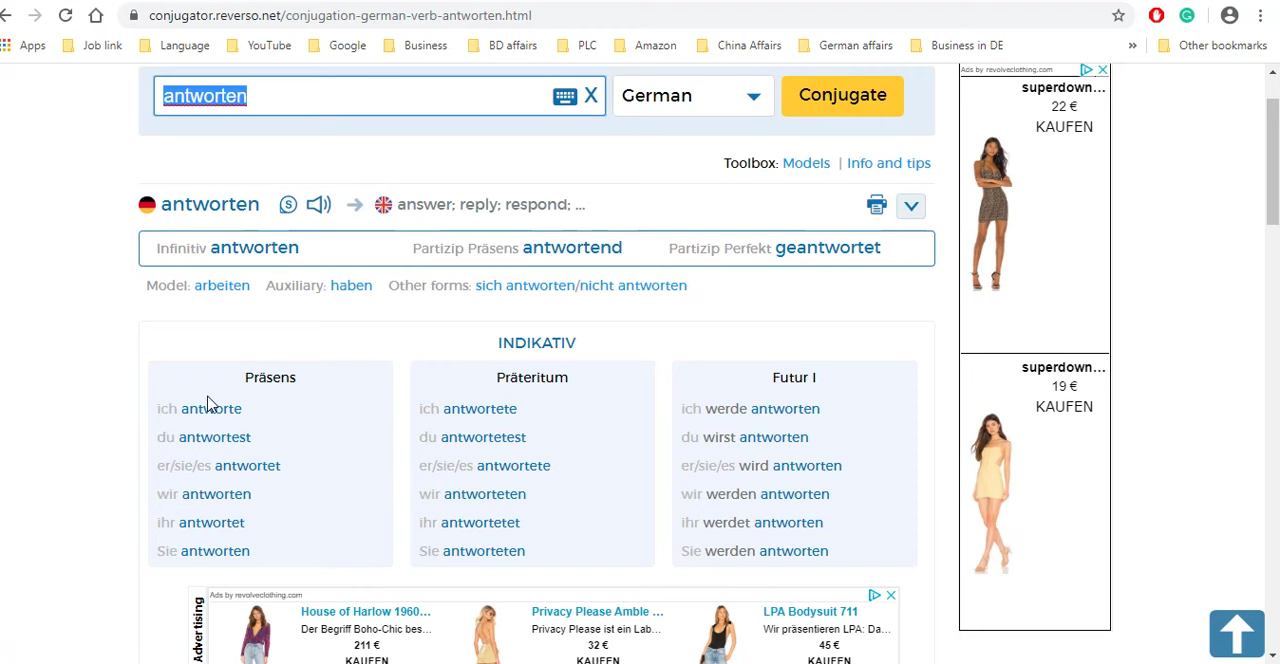 conjugator.reverso.net/conjugation-german-verb-antworten.html
Apps Job link Language YouTube Google Business BD affairs PLC Amazon China Affairs German affairs Business in DE » Other bookmarks
antworten X German Conjugate
Toolbox: Models | Info and tips
antworten answer; reply; respond; ...
Infinitiv antworten Partizip Präsens antwortend Partizip Perfekt geantwortet
Model: arbeiten Auxiliary: haben Other forms: sich antworten/nicht antworten
INDIKATIV
Präsens
ich antworte
du antwortest
er/sie/es antwortet
wir antworten
ihr antwortet
Sie antworten
Präteritum
ich antwortete
du antwortetest
er/sie/es antwortete
wir antworteten
ihr antwortetet
Sie antworteten
Futur I
ich werde antworten
du wirst antworten
er/sie/es wird antworten
wir werden antworten
ihr werdet antworten
Sie werden antworten
Advertising
Ads by revolveclothing.com
House of Harlow 1960...
Der Begriff Boho-Chic bes...
211 €
KAUFEN
Privacy Please Amble ...
Privacy Please ist ein Lab...
32 €
KAUFEN
LPA Bodysuit 711
Wir präsentieren LPA: Da...
45 €
KAUFEN
Ads by revolveclothing.com
superdown...
22 €
KAUFEN
superdown...
19 €
KAUFEN